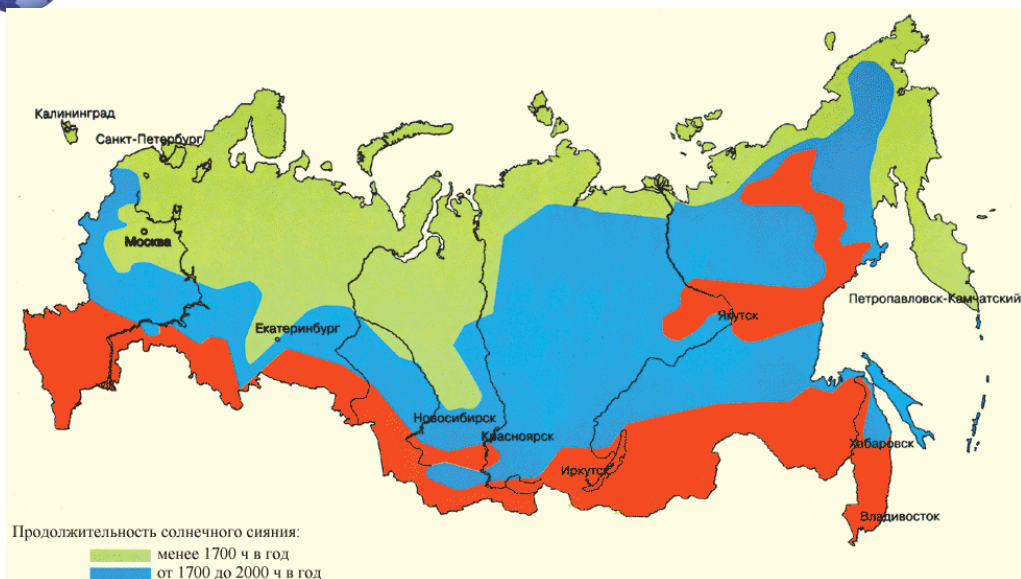 Калининград
Санкт-Петербург
Москва
Екатеринбург
Новосибирск
Красноярск
Иркутск
Якутск
Петропавловск-Камчатский
Хабаровск
Владивосток
Продолжительность солнечного сияния:
менее 1700 ч в год
от 1700 до 2000 ч в год